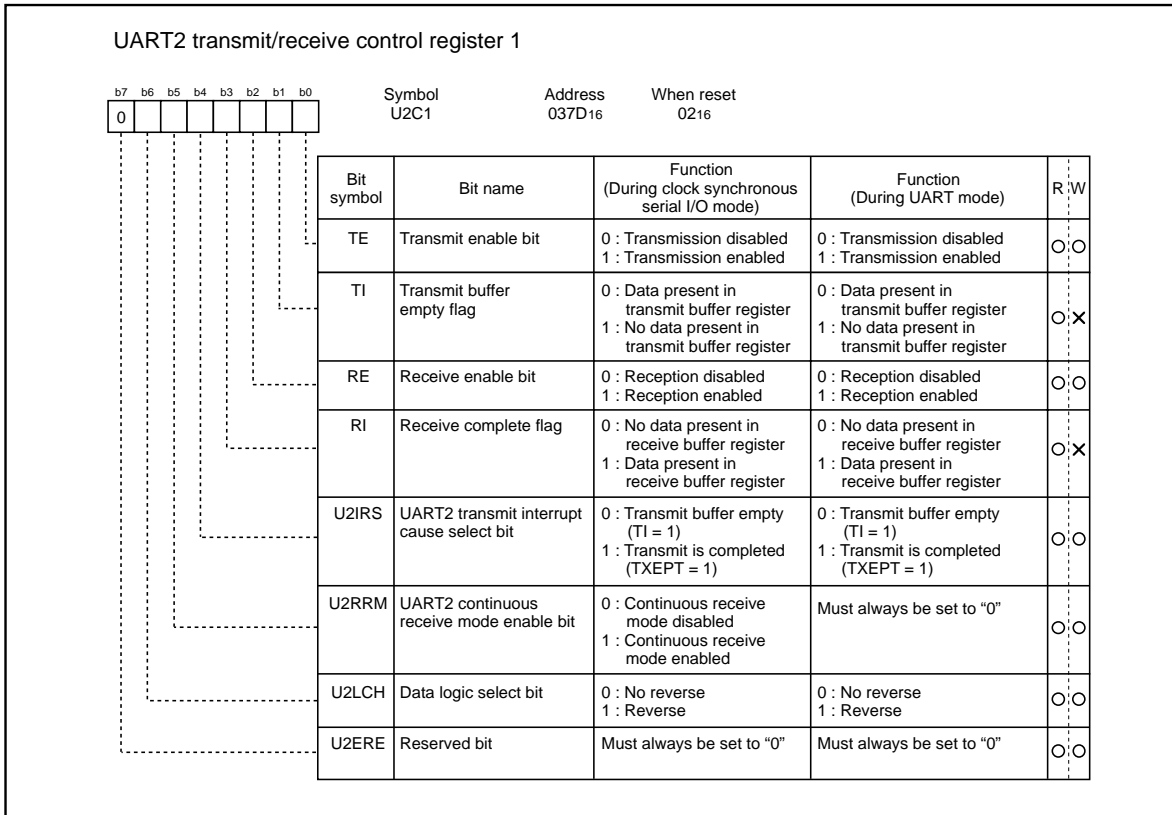 UART2 transmit/receive control register 1
b7 b6 b5 b4 b3 b2 b1 b0
0
Symbol Address When reset
U2C1 037D16 0216
Bit symbol
Bit name
Function
(During clock synchronous
serial I/O mode)
Function
(During UART mode)
R W
TE
Transmit enable bit
0 : Transmission disabled
1 : Transmission enabled
0 : Transmission disabled
1 : Transmission enabled
TI
Transmit buffer
empty flag
0 : Data present in
transmit buffer register
1 : No data present in
transmit buffer register
0 : Data present in
transmit buffer register
1 : No data present in
transmit buffer register
RE
Receive enable bit
0 : Reception disabled
1 : Reception enabled
0 : Reception disabled
1 : Reception enabled
RI
Receive complete flag
0 : No data present in
receive buffer register
1 : Data present in
receive buffer register
0 : No data present in
receive buffer register
1 : Data present in
receive buffer register
U2IRS
UART2 transmit interrupt
cause select bit
0 : Transmit buffer empty
(TI = 1)
1 : Transmit is completed
(TXEPT = 1)
0 : Transmit buffer empty
(TI = 1)
1 : Transmit is completed
(TXEPT = 1)
U2RRM
UART2 continuous
receive mode enable bit
0 : Continuous receive
mode disabled
1 : Continuous receive
mode enabled
Must always be set to “0”
U2LCH
Data logic select bit
0 : No reverse
1 : Reverse
0 : No reverse
1 : Reverse
U2ERE
Reserved bit
Must always be set to “0”
Must always be set to “0”